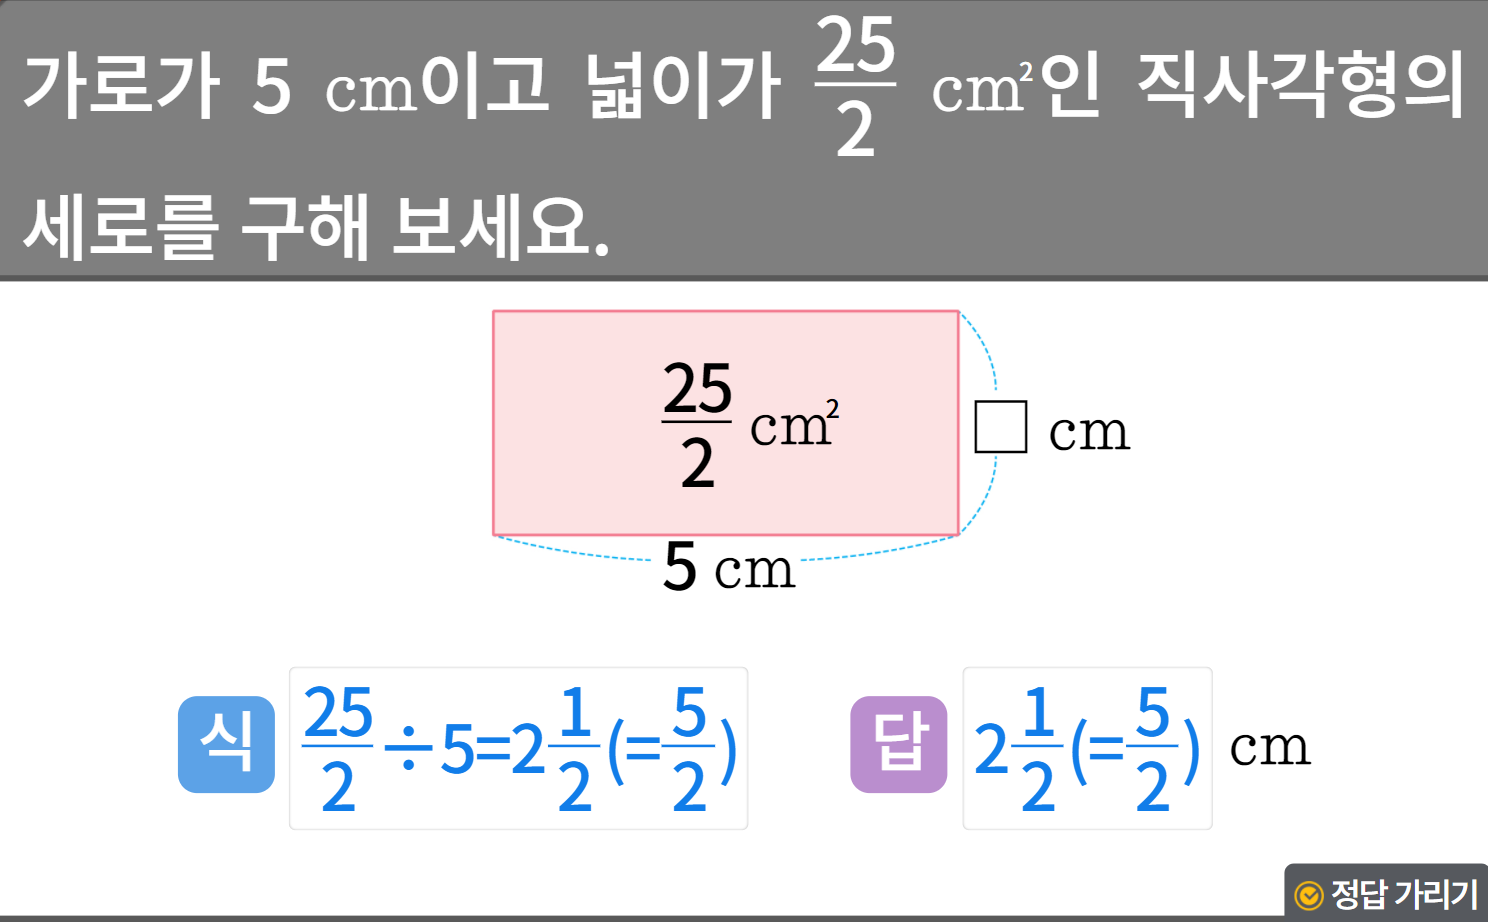 가로가 5 cm이고 넓이가 25/2 cm²인 직사각형의
세로를 구해 보세요.
25/2 cm²
□ cm
5 cm
식 25/2÷5=2 1/2(=5/2) 답 2 1/2(=5/2) cm
정답 가리기